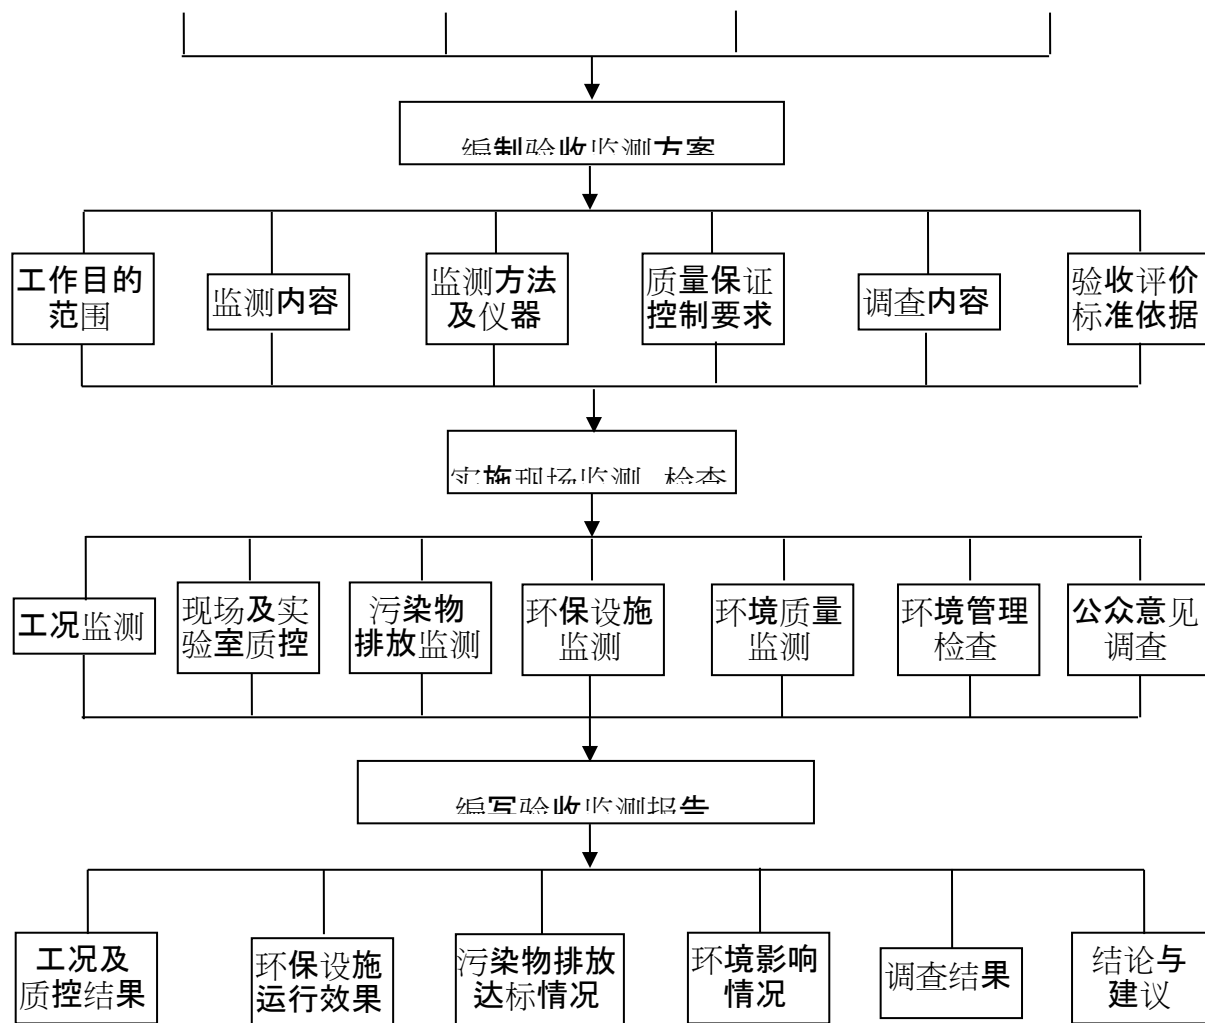 编制验收监测方案
工作目的
范围
监测内容
监测方法
及仪器
质量保证
控制要求
调查内容
验收评价
标准依据
实施现场监测 检查
工况监测
现场及实
验室质控
污染物
排放监测
环保设施
监测
环境质量
监测
环境管理
检查
公众意见
调查
编写验收监测报告
工况及
质控结果
环保设施
运行效果
污染物排放
达标情况
环境影响
情况
调查结果
结论与
建议